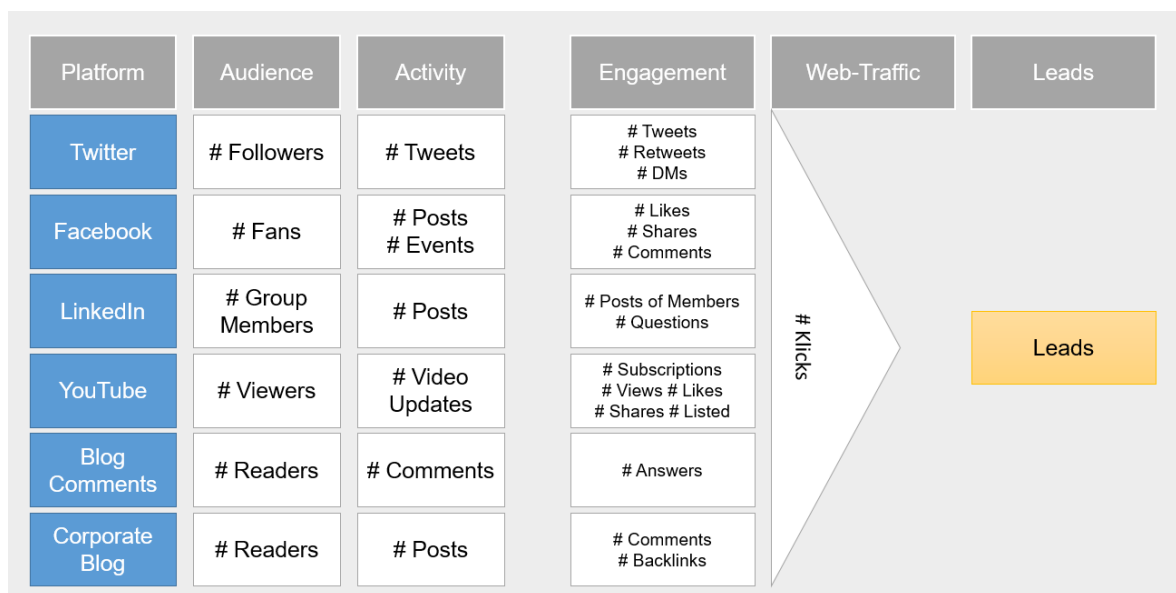 Platform
Audience
Activity
Engagement
Web-Traffic
Leads
Twitter
# Followers
# Tweets
# Tweets
# Retweets
# DMs
Facebook
# Fans
# Posts
# Events
# Likes
# Shares
# Comments
LinkedIn
# Group
Members
# Posts
# Posts of Members
# Questions
# Klicks
Leads
YouTube
# Viewers
# Video
Updates
# Subscriptions
# Views # Likes
# Shares # Listed
Blog
Comments
# Readers
# Comments
# Answers
Corporate
Blog
# Readers
# Posts
# Comments
# Backlinks